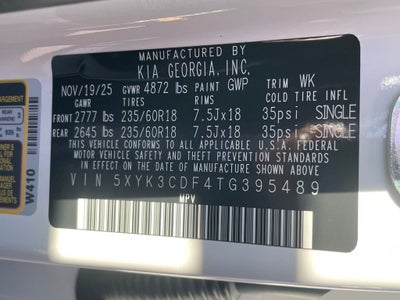 MANUFACTURED BY
KIA GEORGIA, INC.
NOV/19/25 GVWR 4872 lbs PAINT GWP TRIM WK
GAWR TIRES RIMS COLD TIRE INFL
FRONT 2777 lbs 235/60R18 7.5Jx18 35psi SINGLE
REAR 2645 lbs 235/60R18 7.5Jx18 35psi SINGLE
THIS VEHICLE CONFORMS TO ALL APPLICABLE U.S.A. FEDERAL
MOTOR VEHICLE SAFETY STANDARDS IN EFFECT ON
THE DATE OF MANUFACTURE SHOWN ABOVE.
VIN 5XYK3CDF4TG395489
MPV
W410
REAR
3
lbs